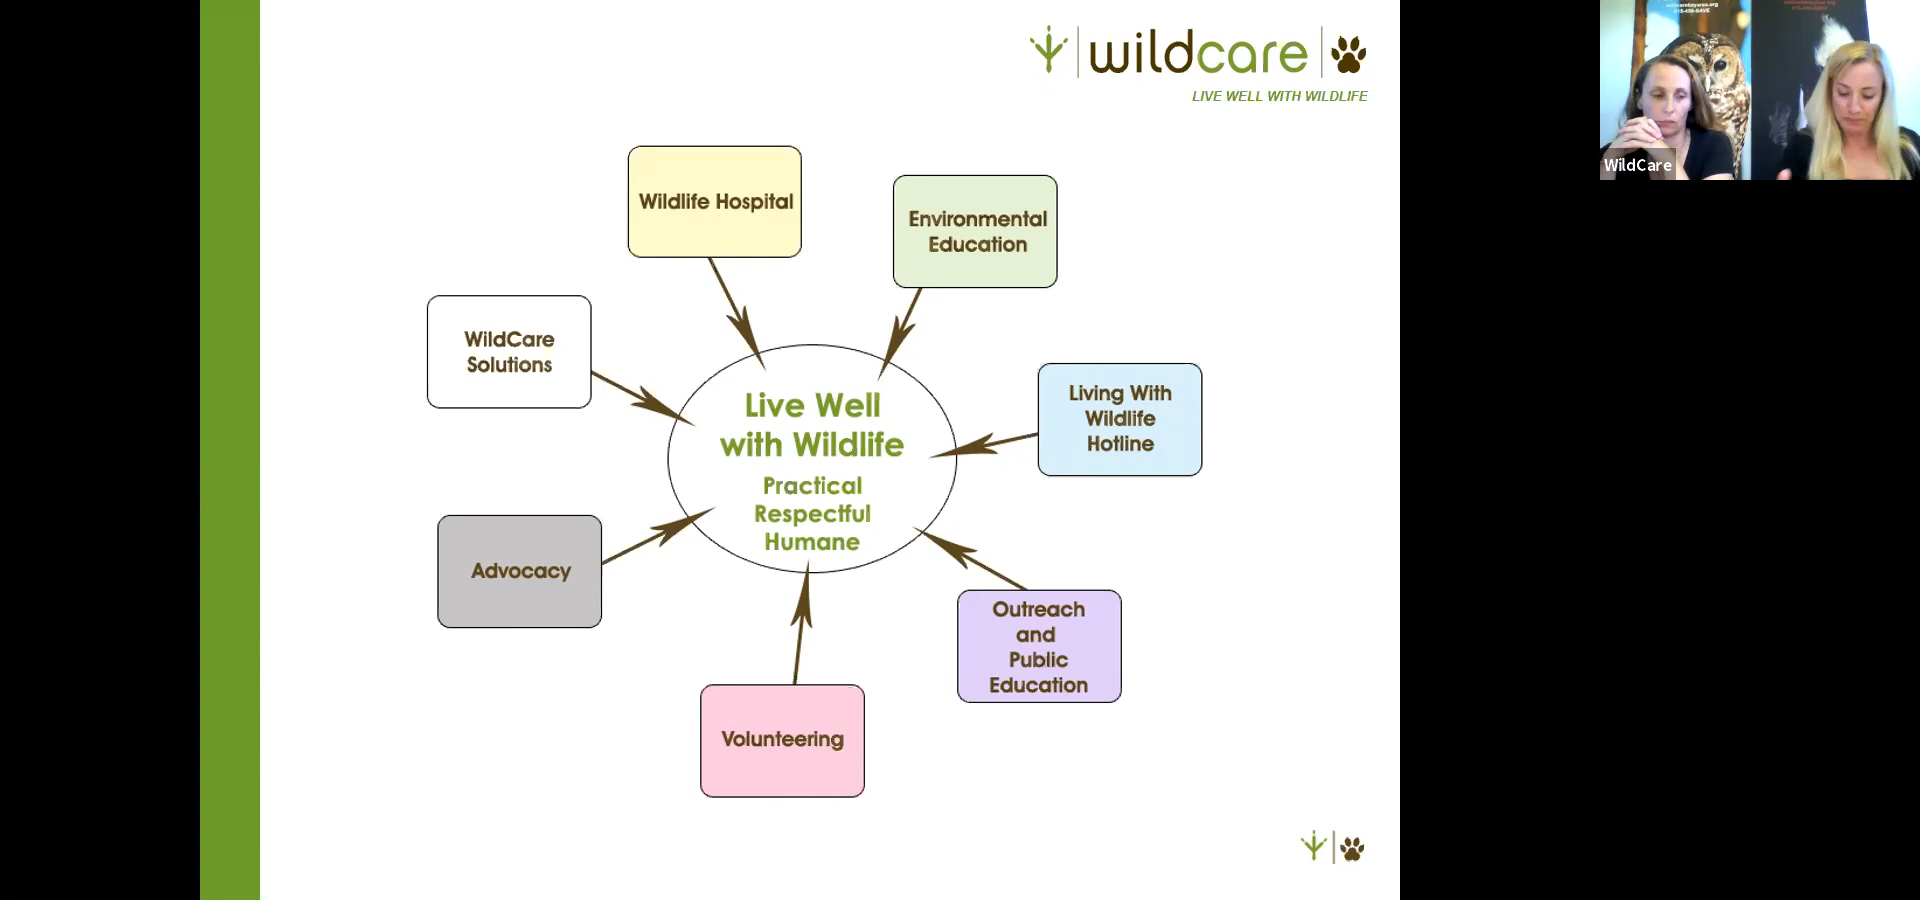 wildcare
LIVE WELL WITH WILDLIFE
Wildlife Hospital
Environmental
Education
WildCare
Solutions
Living With
Wildlife
Hotline
Live Well
with Wildlife
Practical
Respectful
Humane
Advocacy
Outreach
and
Public
Education
Volunteering
WildCare